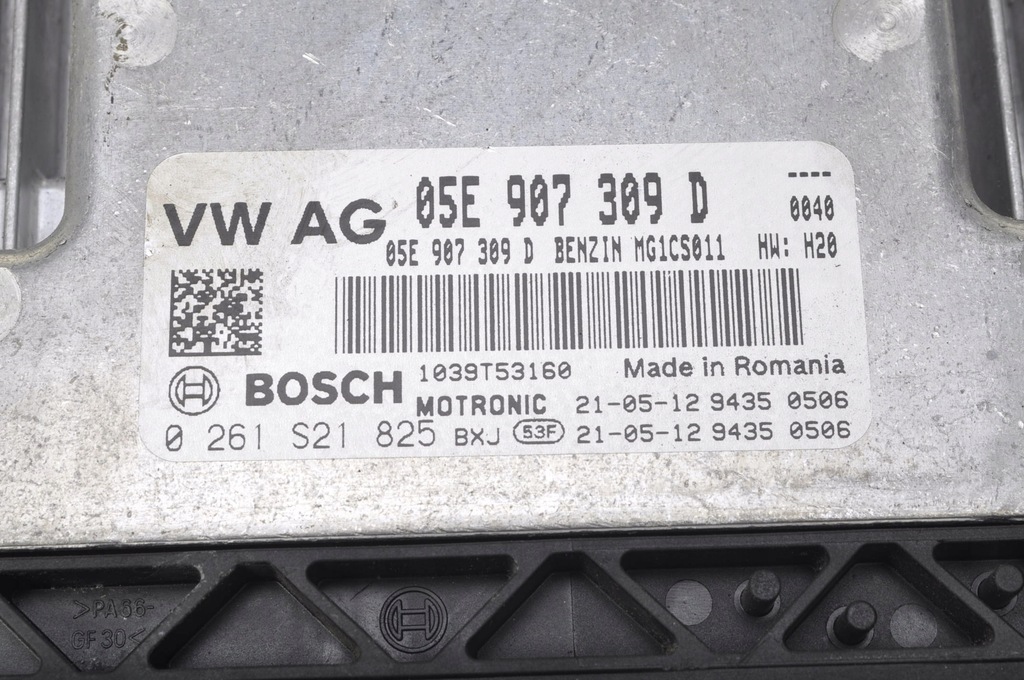 VW AG 05E 907 309 D ----
0040
05E 907 309 D BENZIN MG1CS011 HW: H20
BOSCH 1039T53160 Made in Romania
MOTRONIC 21-05-12 9435 0506
0 261 S21 825 BXJ 53F 21-05-12 9435 0506
>PA66-
GF30<